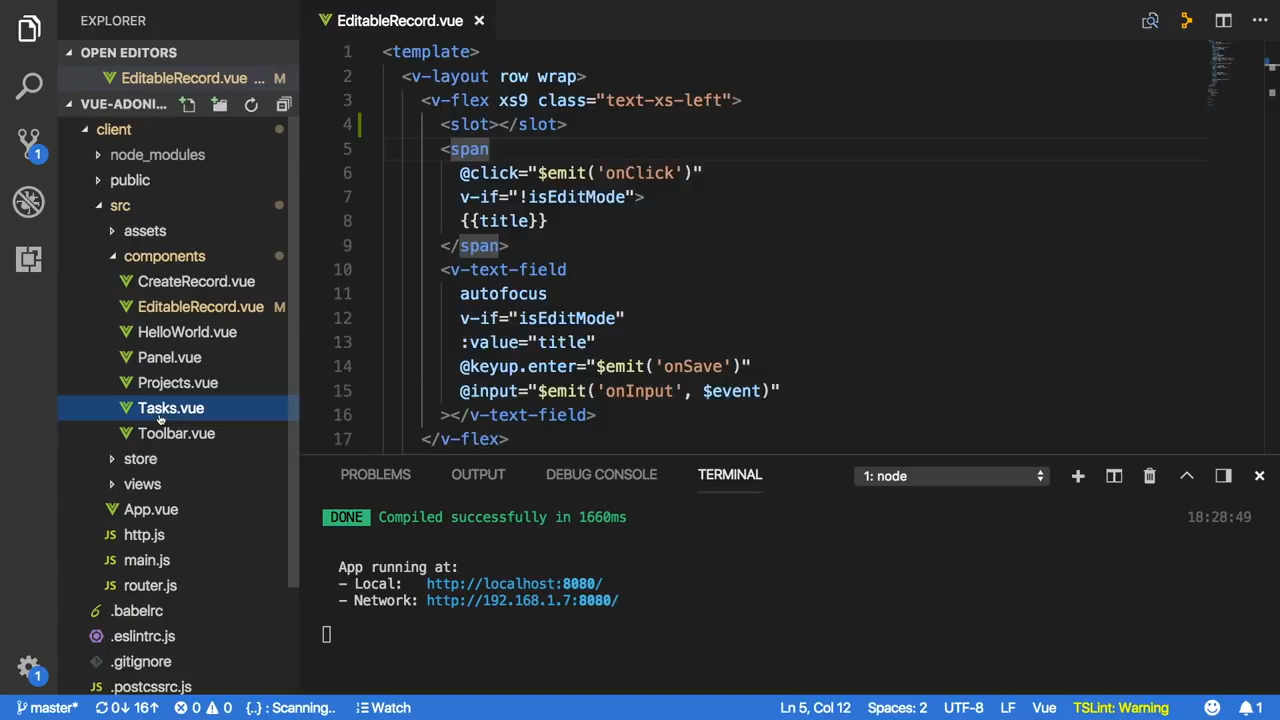 EXPLORER
OPEN EDITORS
EditableRecord.vue ... M
VUE-ADONI...
client
node_modules
public
src
assets
components
CreateRecord.vue
EditableRecord.vue M
HelloWorld.vue
Panel.vue
Projects.vue
Tasks.vue
Toolbar.vue
store
views
App.vue
JS http.js
JS main.js
JS router.js
.babelrc
.eslintrc.js
.gitignore
JS .postcssrc.js
1
1
EditableRecord.vue ×
1 <template>
2 <v-layout row wrap>
3 <v-flex xs9 class="text-xs-left">
4 <slot></slot>
5 <span
6 @click="$emit('onClick')"
7 v-if="!isEditMode">
8 {{title}}
9 </span>
10 <v-text-field
11 autofocus
12 v-if="isEditMode"
13 :value="title"
14 @keyup.enter="$emit('onSave')"
15 @input="$emit('onInput', $event)"
16 ></v-text-field>
17 </v-flex>
PROBLEMS OUTPUT DEBUG CONSOLE TERMINAL 1: node
DONE Compiled successfully in 1660ms 18:28:49
App running at:
- Local: http://localhost:8080/
- Network: http://192.168.1.7:8080/
master* 0↓ 16↑ 0 0 {..} : Scanning.. Watch Ln 5, Col 12 Spaces: 2 UTF-8 LF Vue TSLint: Warning 1